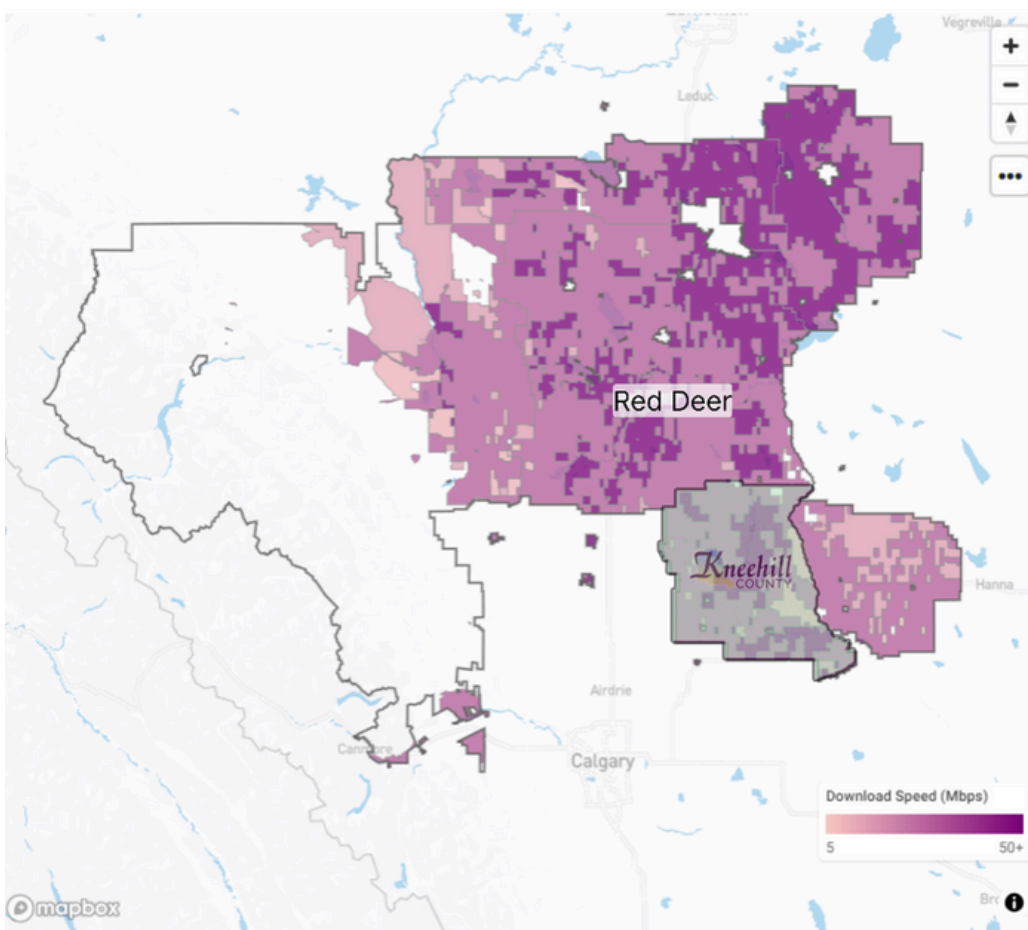 Vegreville
Leduc
Red Deer
Kneehill
COUNTY
Hanna
Airdrie
Canmore
Calgary
Download Speed (Mbps)
5 50+
mapbox